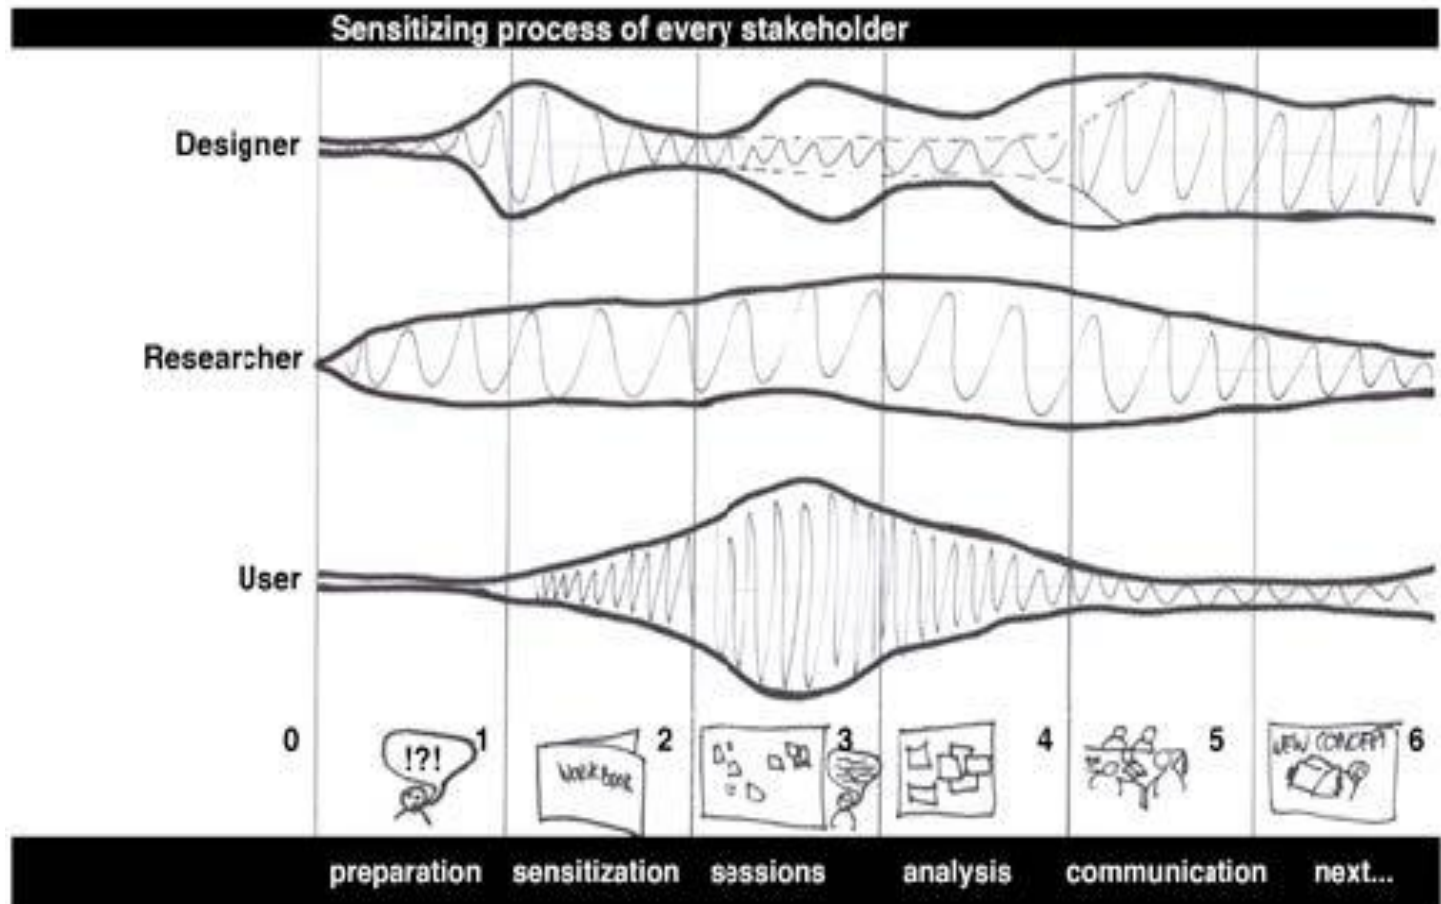 Sensitizing process of every stakeholder
Designer
Researcher
User
0 1 2 3 4 5 6
!?!
WORKBOOK
NEW CONCEPT
preparation sensitization sessions analysis communication next...